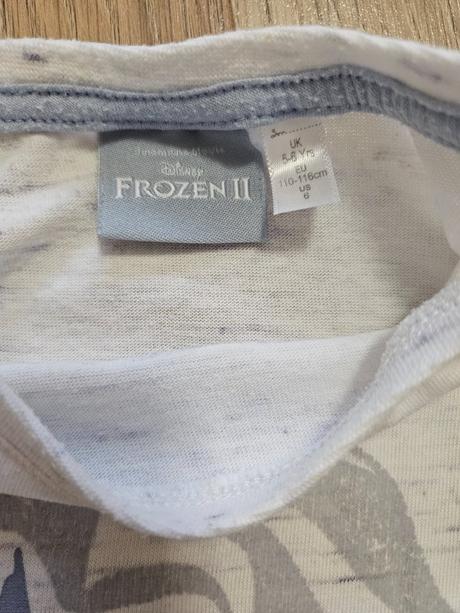 Disney
FROZEN II
UK
5-6 Yrs
EU
110-116cm
US
6